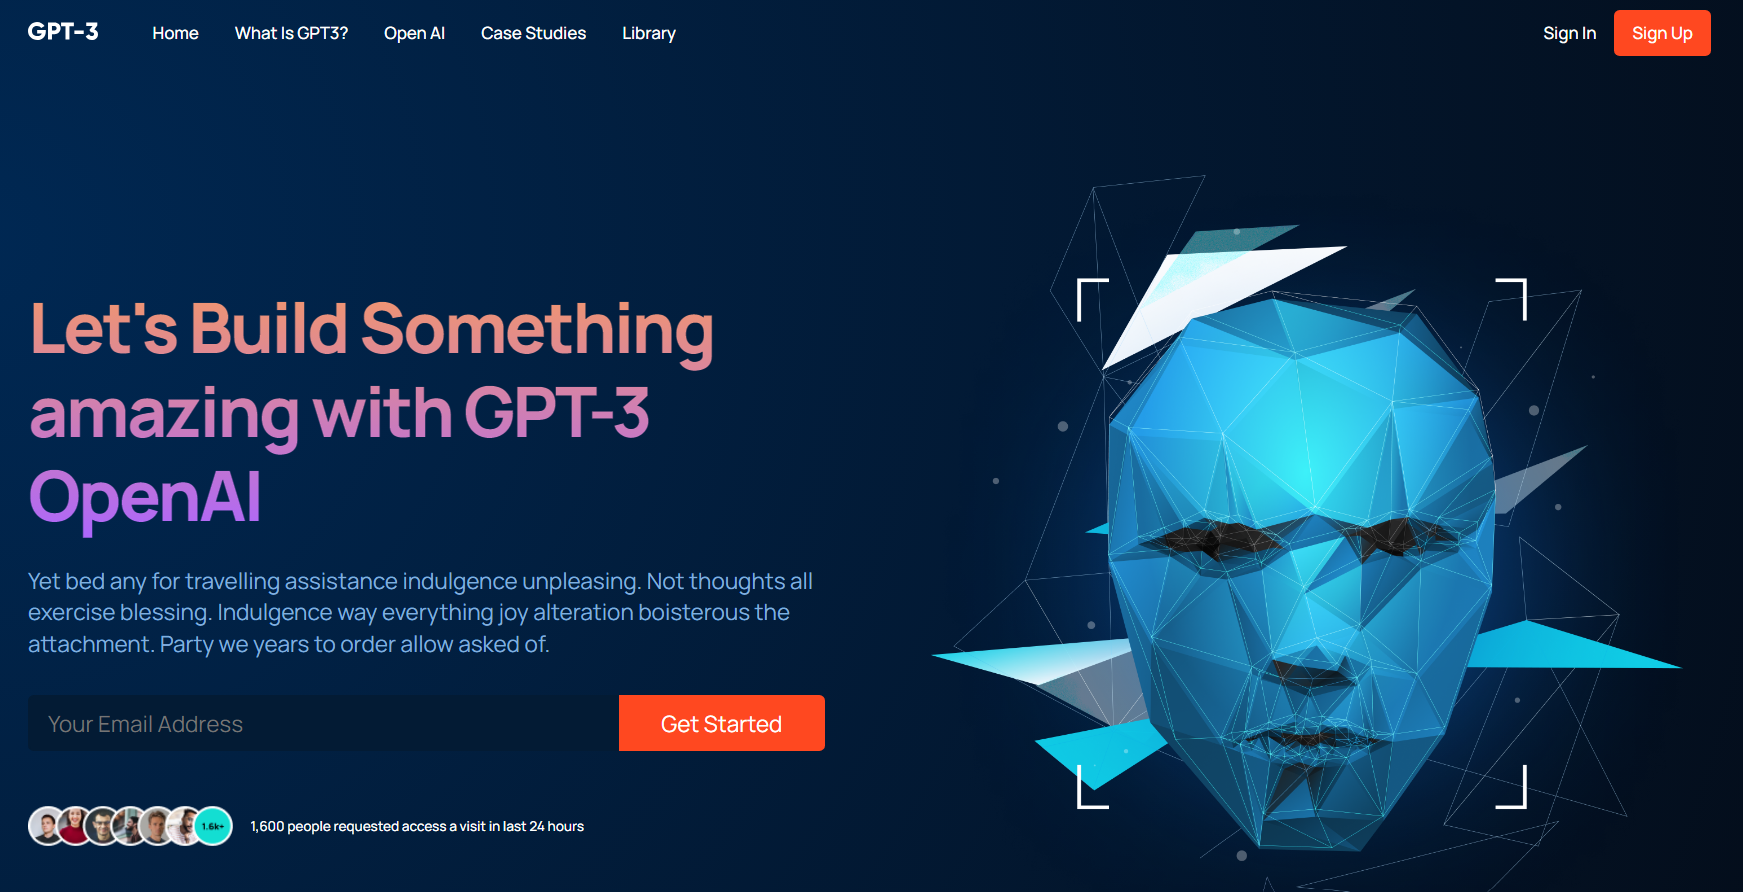 GPT-3
Home
What Is GPT3?
Open AI
Case Studies
Library
Sign In
Sign Up
Let's Build Something
amazing with GPT-3
OpenAI
Yet bed any for travelling assistance indulgence unpleasing. Not thoughts all
exercise blessing. Indulgence way everything joy alteration boisterous the
attachment. Party we years to order allow asked of.
Your Email Address
Get Started
1.6k+
1,600 people requested access a visit in last 24 hours